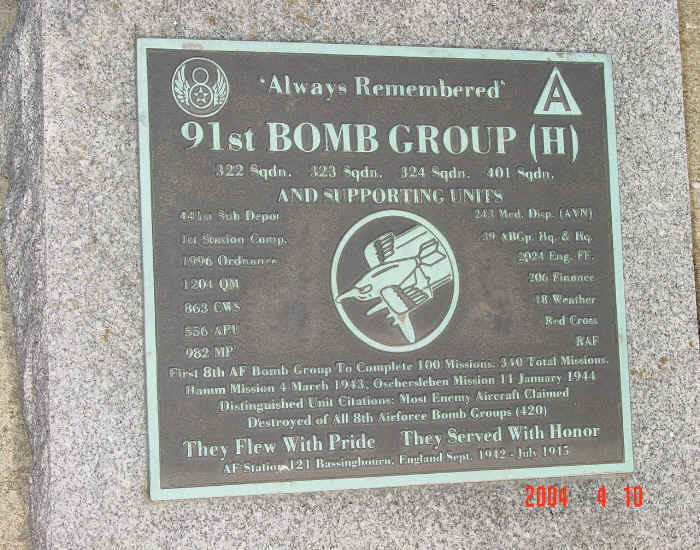 8
'Always Remembered'
A
91st BOMB GROUP (H)
322 Sqdn. 323 Sqdn. 324 Sqdn. 401 Sqdn.
AND SUPPORTING UNITS
441st Sub Depot
1st Station Comp.
1996 Ordnance
1204 QM
863 CWS
556 APU
982 MP
243 Med. Disp. (AVN)
39 ABGp. Hq. & Hq.
2024 Eng. FF.
206 Finance
18 Weather
Red Cross
RAF
First 8th AF Bomb Group To Complete 100 Missions. 340 Total Missions.
Hamm Mission 4 March 1943, Oschersleben Mission 11 January 1944
Distinguished Unit Citations: Most Enemy Aircraft Claimed
Destroyed of All 8th Airforce Bomb Groups (420)
They Flew With Pride They Served With Honor
AF Station 121 Bassingbourn, England Sept. 1942 - July 1945
2004 4 10